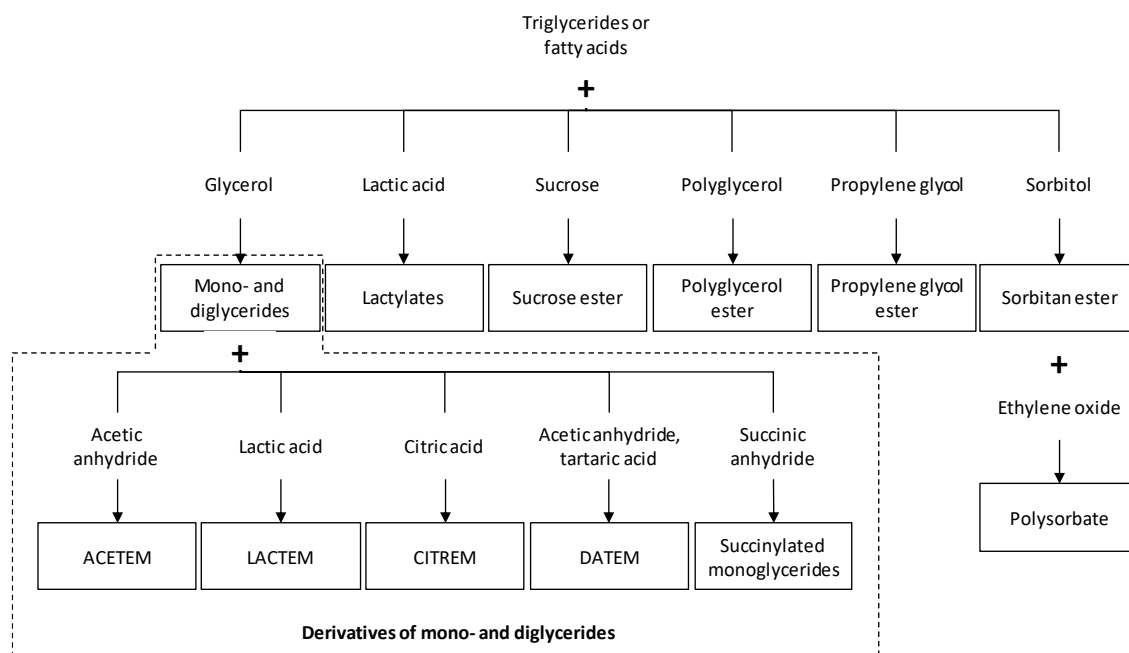 Triglycerides or
fatty acids
+
Glycerol
Lactic acid
Sucrose
Polyglycerol
Propylene glycol
Sorbitol
Mono- and
diglycerides
Lactylates
Sucrose ester
Polyglycerol
ester
Propylene glycol
ester
Sorbitan ester
+
+
Ethylene oxide
Acetic
anhydride
Lactic acid
Citric acid
Acetic anhydride,
tartaric acid
Succinic
anhydride
Polysorbate
ACETEM
LACTEM
CITREM
DATEM
Succinylated
monoglycerides
Derivatives of mono- and diglycerides